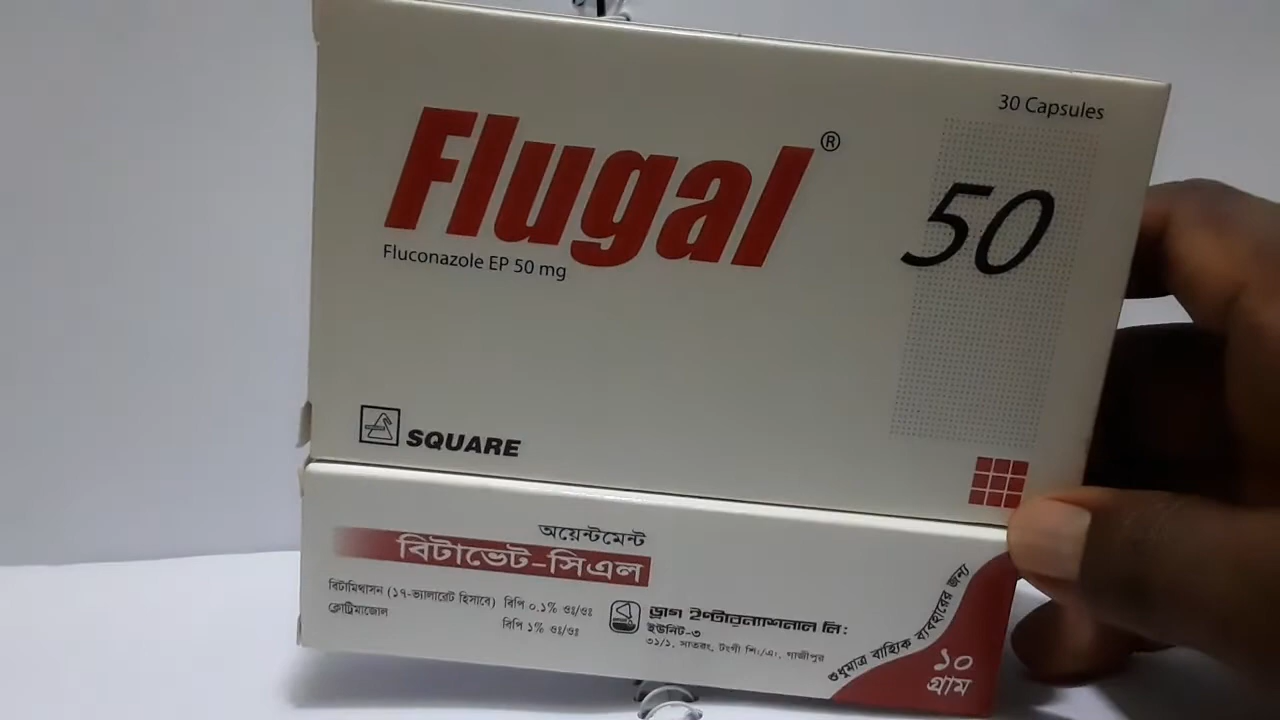 30 Capsules
Flugal®
50
Fluconazole EP 50 mg
SQUARE
অয়েন্টমেন্ট
বিটাভেট-সিএল
বিটামিথাসন (১৭-ভ্যালারেট হিসাবে) বিপি ০.১% ওঃ/ওঃ
ক্লোট্রিমাজোল
বিপি ১% ওঃ/ওঃ
ড্রাগ ইন্টারন্যাশনাল লি:
ইউনিট-৩
৩১/১, সাতরং, টংগী শি:/এ:, গাজীপুর
শুধুমাত্র বাহ্যিক ব্যবহারের জন্য
১০
গ্রাম